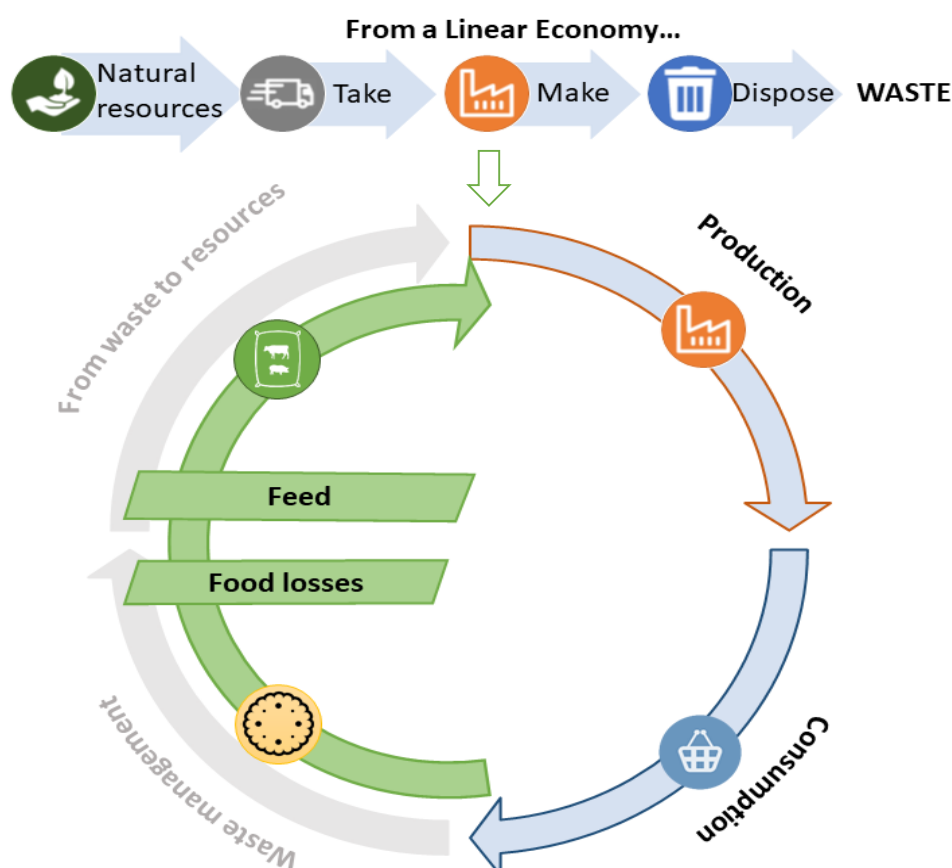 From a Linear Economy...
Natural
resources
Take
Make
Dispose
WASTE
From waste to resources
Production
Feed
Food losses
Waste management
Consumption